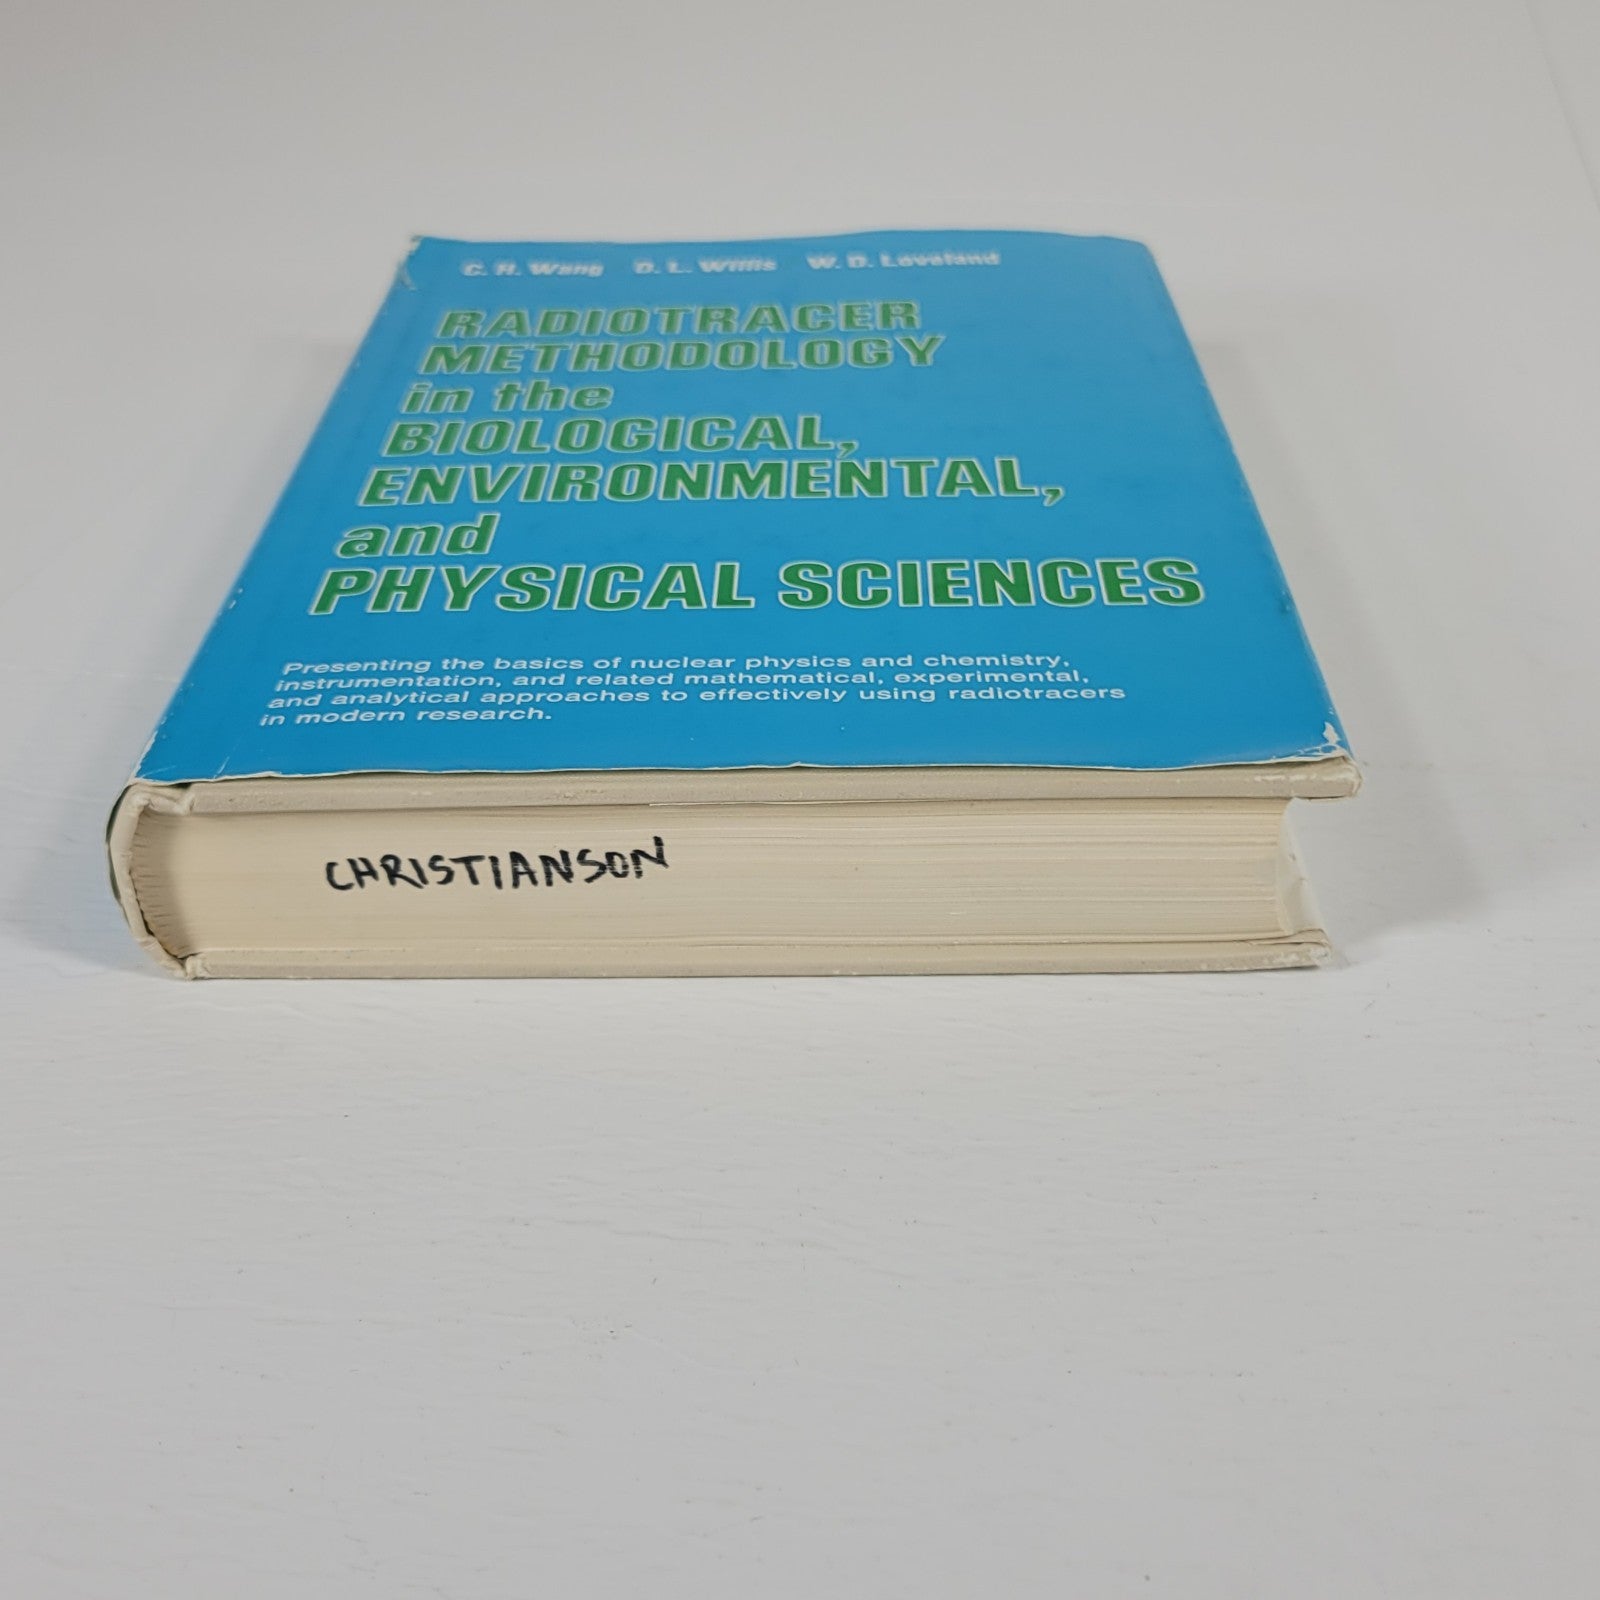 C. H. Wang D. L. Willis W. D. Loveland
RADIOTRACER
METHODOLOGY
in the
BIOLOGICAL,
ENVIRONMENTAL,
and
PHYSICAL SCIENCES
Presenting the basics of nuclear physics and chemistry,
instrumentation, and related mathematical, experimental,
and analytical approaches to effectively using radiotracers
in modern research.
CHRISTIANSON